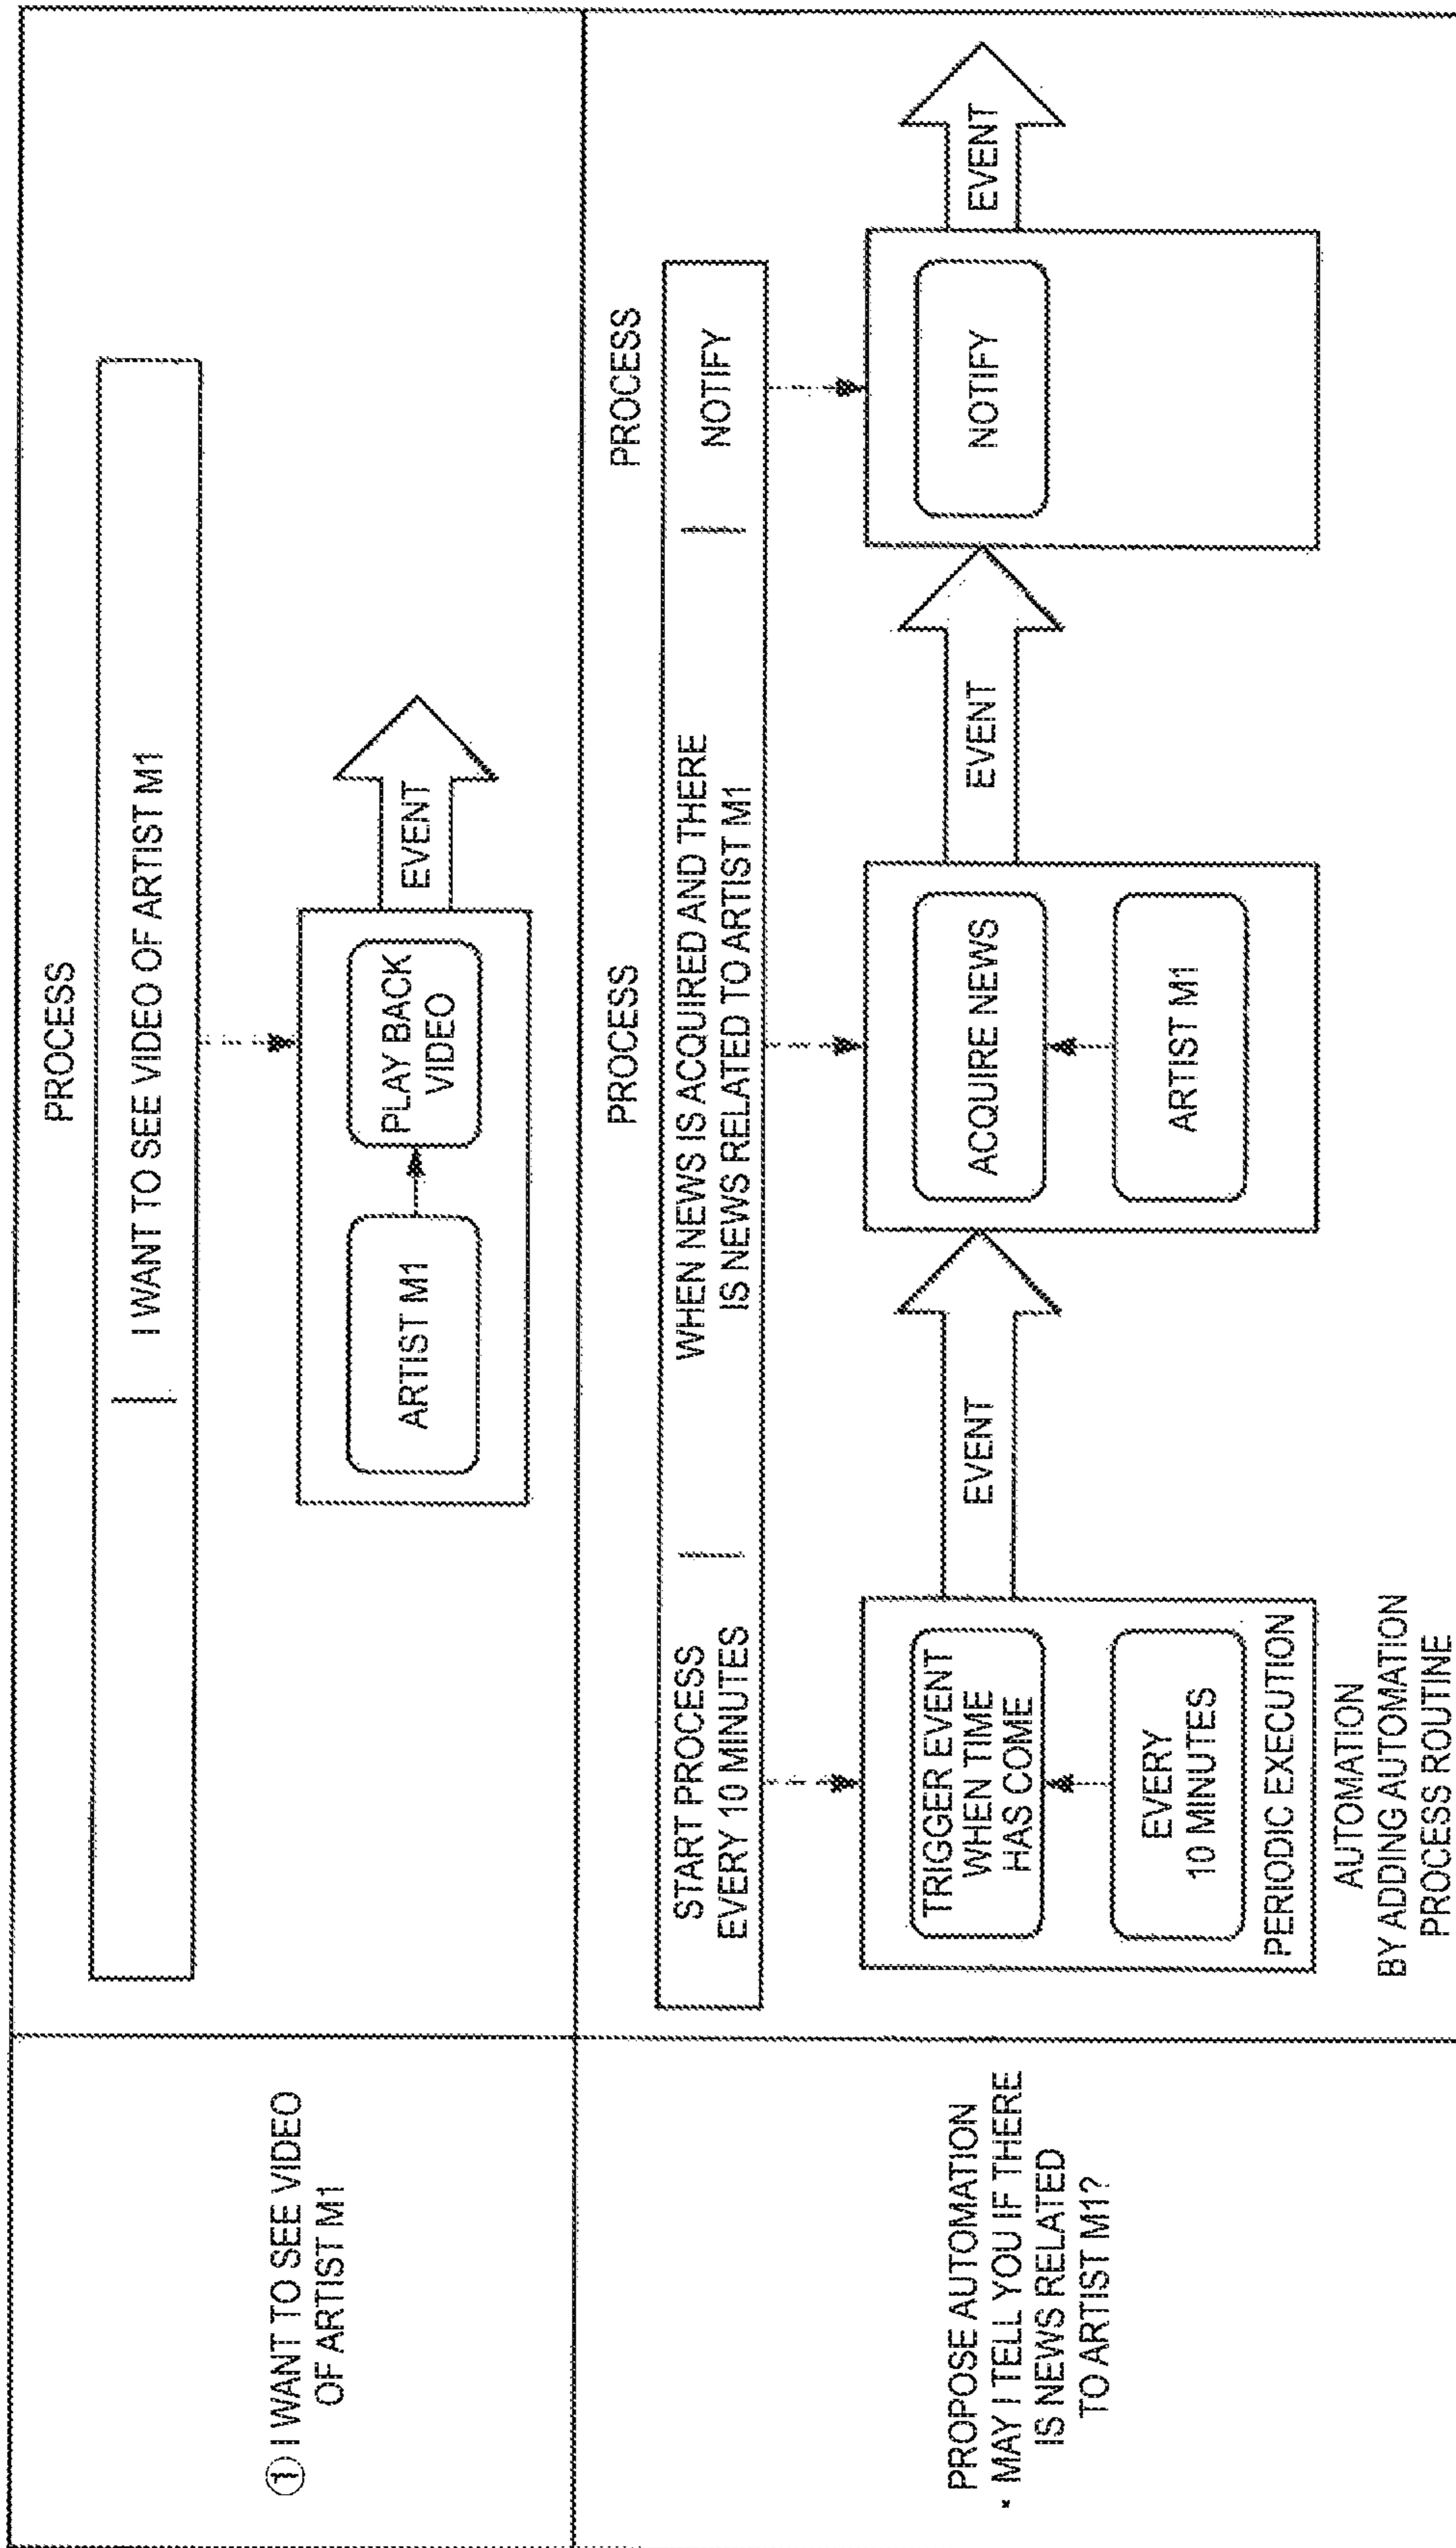 ① I WANT TO SEE VIDEO
OF ARTIST M1
PROCESS
I WANT TO SEE VIDEO OF ARTIST M1
ARTIST M1
PLAY BACK
VIDEO
EVENT
PROPOSE AUTOMATION
• MAY I TELL YOU IF THERE
IS NEWS RELATED
TO ARTIST M1?
PROCESS
PROCESS
START PROCESS
EVERY 10 MINUTES
WHEN NEWS IS ACQUIRED AND THERE
IS NEWS RELATED TO ARTIST M1
NOTIFY
TRIGGER EVENT
WHEN TIME
HAS COME
EVERY
10 MINUTES
PERIODIC EXECUTION
EVENT
ACQUIRE NEWS
ARTIST M1
EVENT
NOTIFY
EVENT
AUTOMATION
BY ADDING AUTOMATION
PROCESS ROUTINE